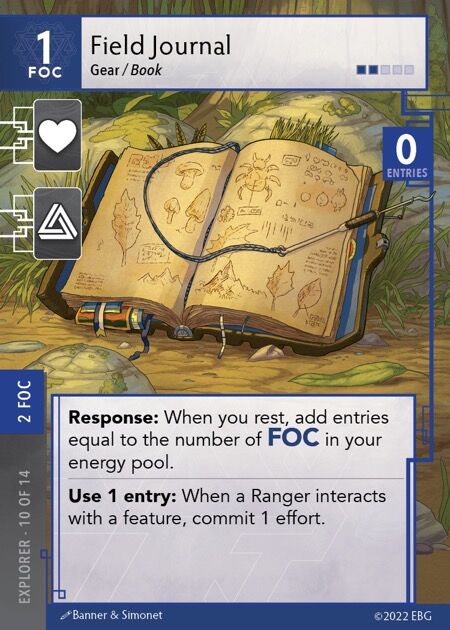 1
FOC
Field Journal
Gear / Book
0
ENTRIES
2 FOC
EXPLORER - 10 OF 14
Response: When you rest, add entries
equal to the number of FOC in your
energy pool.
Use 1 entry: When a Ranger interacts
with a feature, commit 1 effort.
Banner & Simonet
©2022 EBG